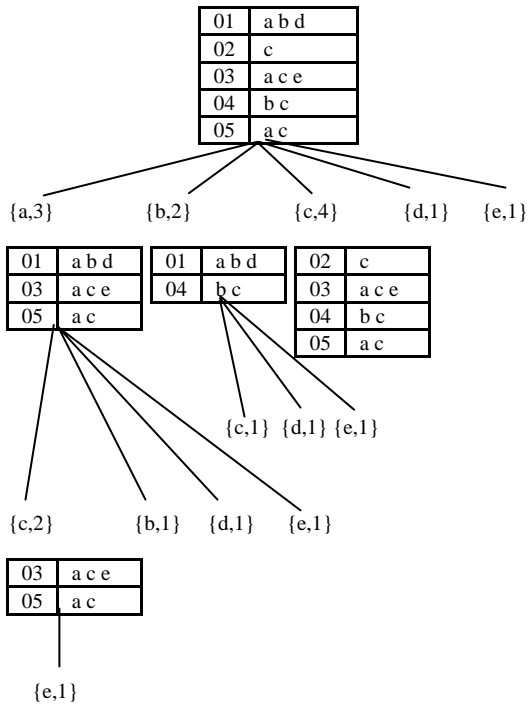 01 a b d
02 c
03 a c e
04 b c
05 a c
{a,3} {b,2} {c,4} {d,1} {e,1}
01 a b d 01 a b d 02 c
03 a c e 04 b c 03 a c e
05 a c 04 b c
05 a c
{c,1} {d,1} {e,1}
{c,2} {b,1} {d,1} {e,1}
03 a c e
05 a c
{e,1}